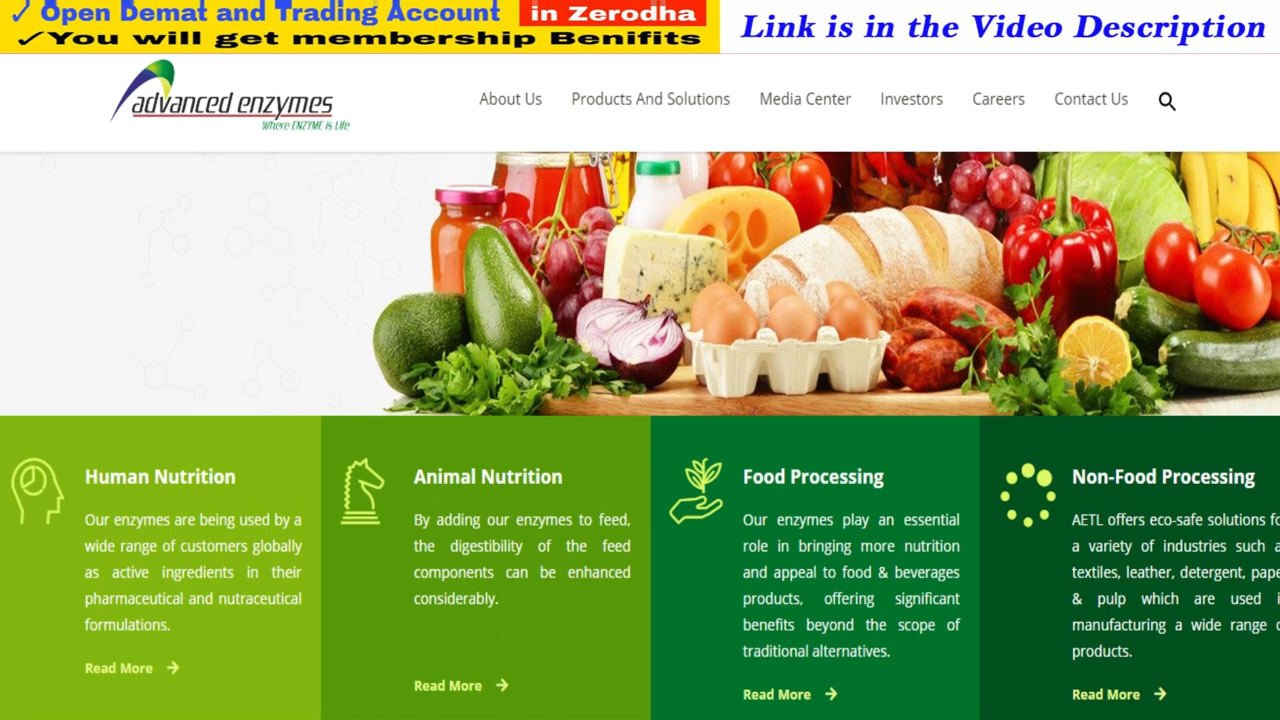 ✓ Open Demat and Trading Account in Zerodha
✓You will get membership Benifits
Link is in the Video Description
advanced enzymes
Where ENZYME is Life
About Us
Products And Solutions
Media Center
Investors
Careers
Contact Us
Human Nutrition
Our enzymes are being used by a
wide range of customers globally
as active ingredients in their
pharmaceutical and nutraceutical
formulations.
Read More →
Animal Nutrition
By adding our enzymes to feed,
the digestibility of the feed
components can be enhanced
considerably.
Read More →
Food Processing
Our enzymes play an essential
role in bringing more nutrition
and appeal to food & beverages
products, offering significant
benefits beyond the scope of
traditional alternatives.
Read More →
Non-Food Processing
AETL offers eco-safe solutions
a variety of industries such
textiles, leather, detergent,
& pulp which are used
manufacturing a wide range
products.
Read More →